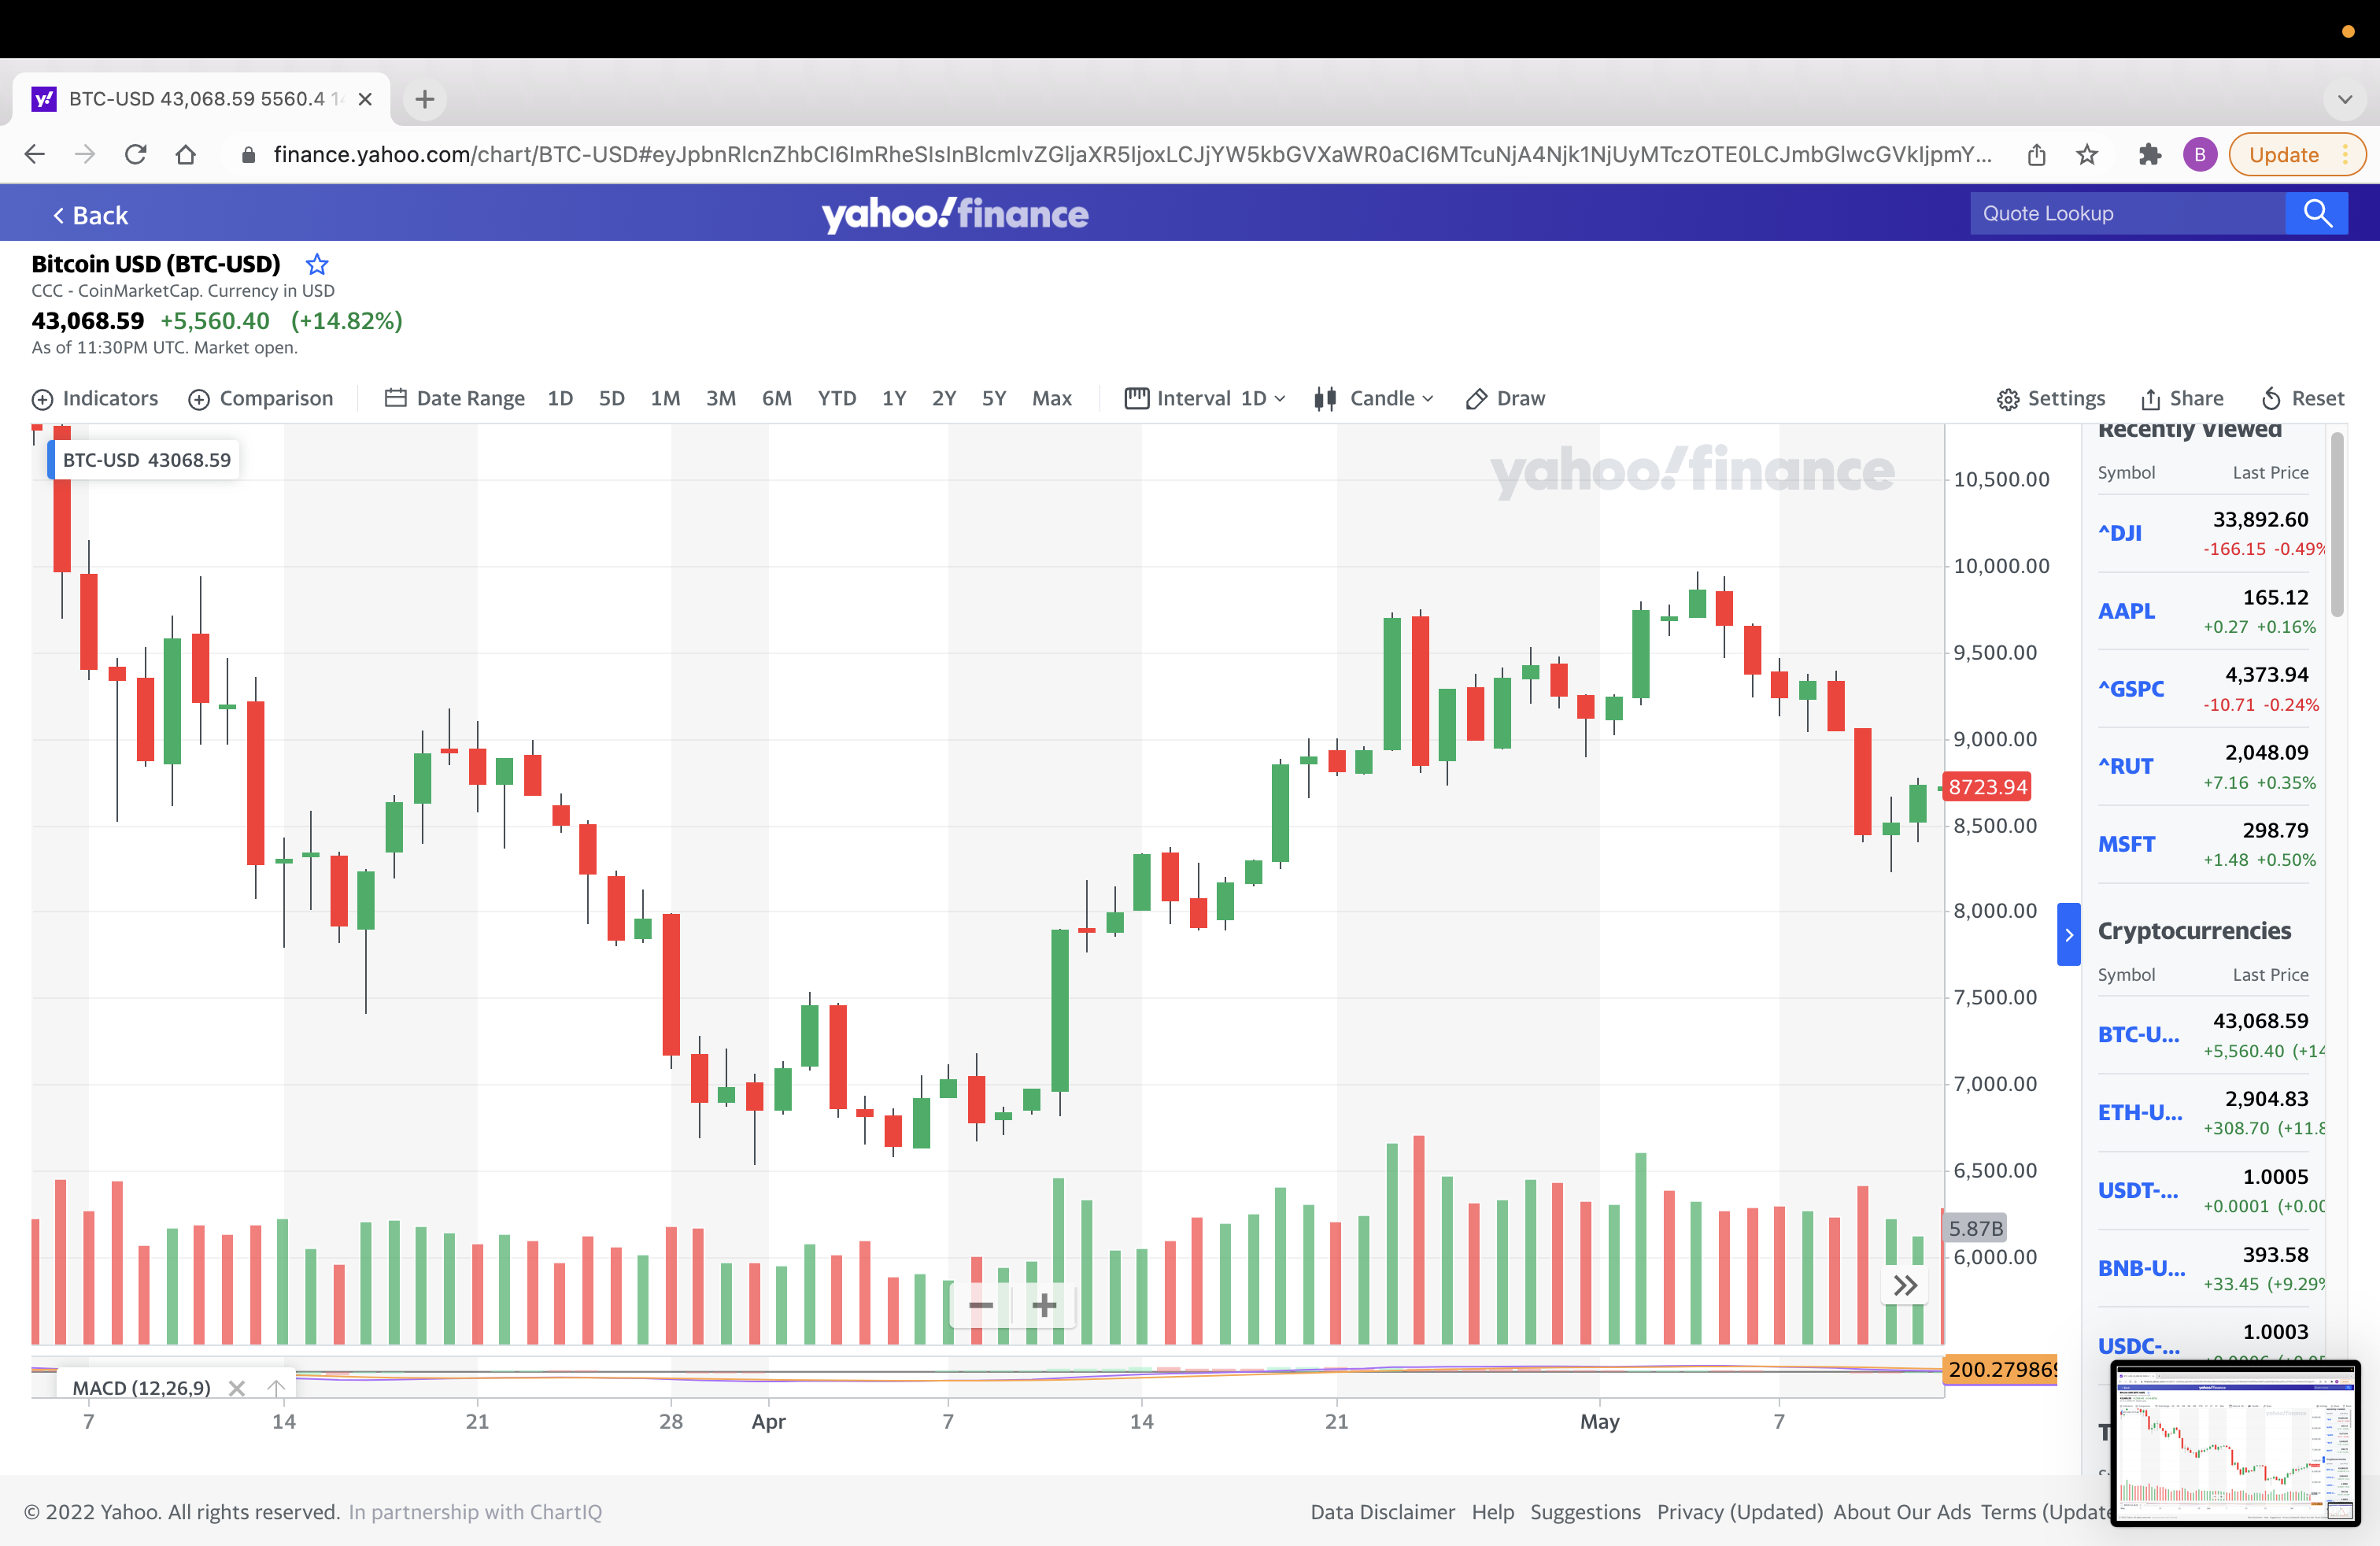 BTC-USD 43,068.59 5560.4 14
finance.yahoo.com/chart/BTC-USD#eyJpbnRlcnZhbCI6ImRheSIsInBlcmlvZGljaXR5IjoxLCJjYW5kbGVXaWR0aCI6MTcuNjA4Njk1NjUyMTczOTE0LCJmbGlwcGVkIjpmY...
B
Update
Back
yahoo!finance
Quote Lookup
Bitcoin USD (BTC-USD)
CCC - CoinMarketCap. Currency in USD
43,068.59 +5,560.40 (+14.82%)
As of 11:30PM UTC. Market open.
Indicators Comparison Date Range 1D 5D 1M 3M 6M YTD 1Y 2Y 5Y Max Interval 1D Candle Draw Settings Share Reset
BTC-USD 43068.59
yahoo!finance
10,500.00
10,000.00
9,500.00
9,000.00
8723.94
8,500.00
8,000.00
7,500.00
7,000.00
6,500.00
5.87B
6,000.00
MACD (12,26,9)
200.279869
7 14 21 28 Apr 7 14 21 May 7
Recently Viewed
Symbol Last Price
^DJI 33,892.60
-166.15 -0.49%
AAPL 165.12
+0.27 +0.16%
^GSPC 4,373.94
-10.71 -0.24%
^RUT 2,048.09
+7.16 +0.35%
MSFT 298.79
+1.48 +0.50%
Cryptocurrencies
Symbol Last Price
BTC-U... 43,068.59
+5,560.40 (+14
ETH-U... 2,904.83
+308.70 (+11.8
USDT-... 1.0005
+0.0001 (+0.00
BNB-U... 393.58
+33.45 (+9.29%
USDC-... 1.0003
© 2022 Yahoo. All rights reserved. In partnership with ChartIQ
Data Disclaimer Help Suggestions Privacy (Updated) About Our Ads Terms (Update